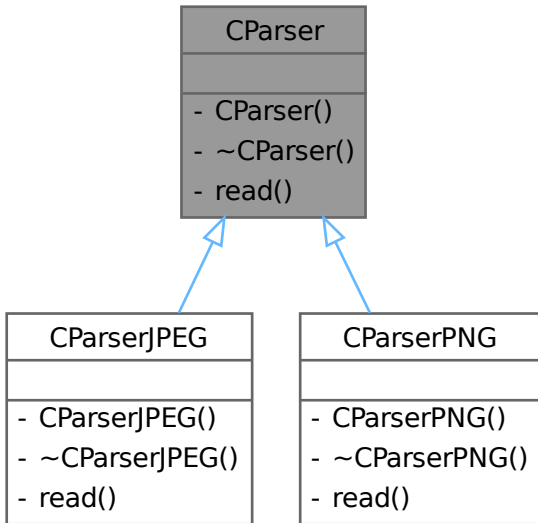 CParser
- CParser()
- ~CParser()
- read()
CParserJPEG
- CParserJPEG()
- ~CParserJPEG()
- read()
CParserPNG
- CParserPNG()
- ~CParserPNG()
- read()